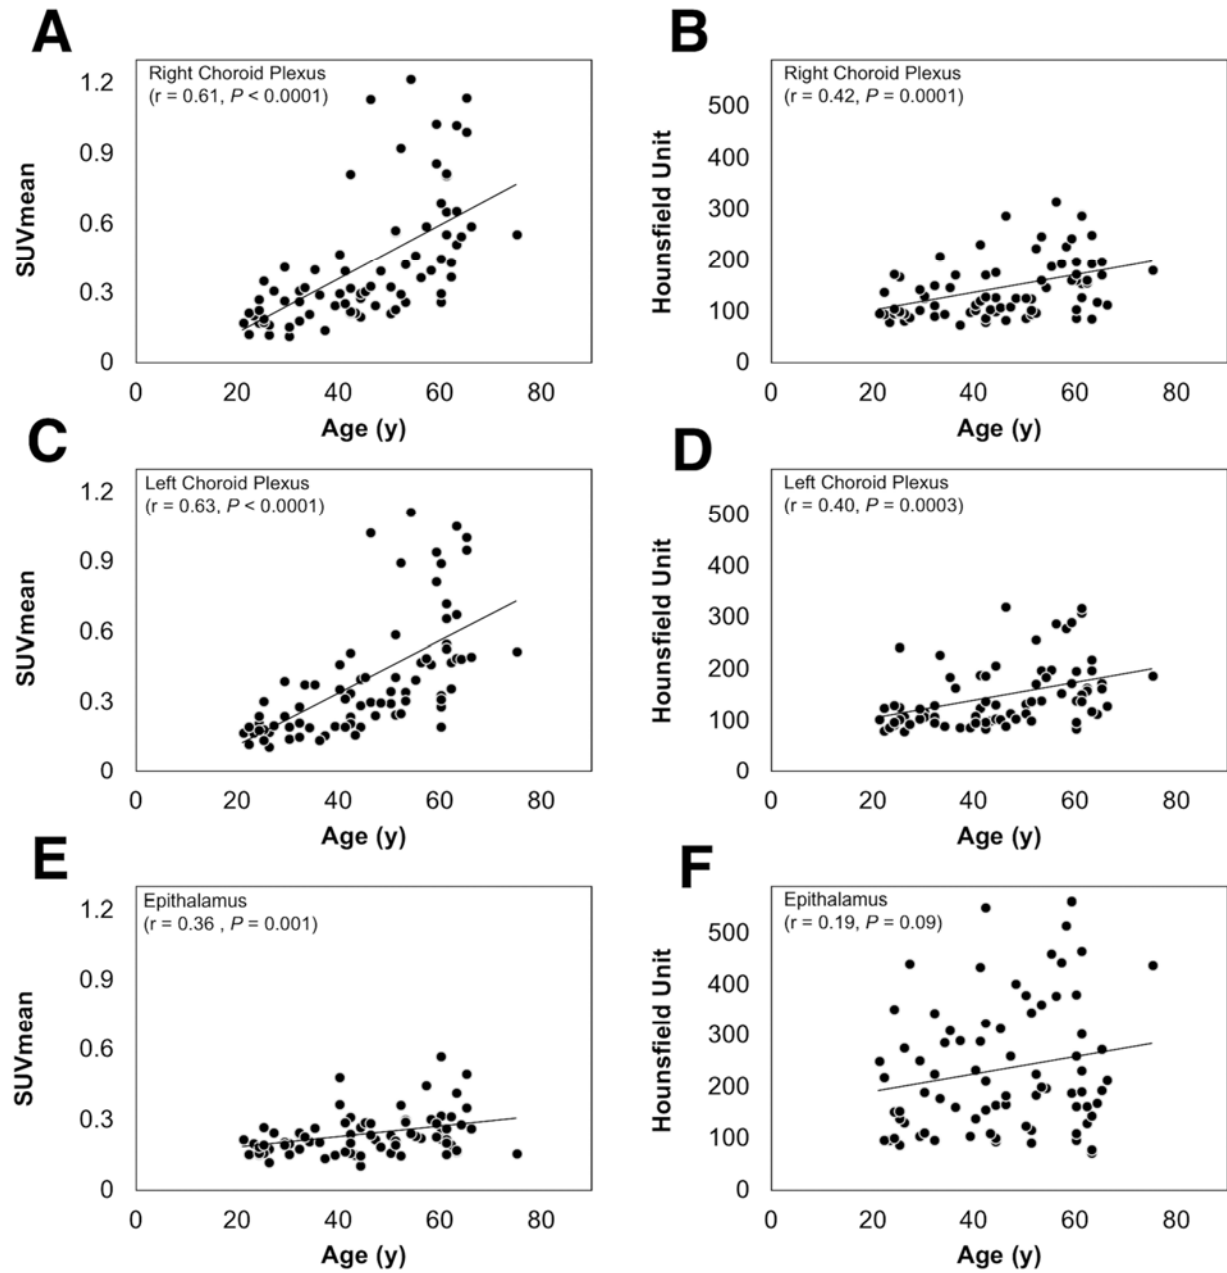 A
Right Choroid Plexus
(r = 0.61, P < 0.0001)
SUVmean
1.2
0.9
0.6
0.3
0
0 20 40 60 80
Age (y)
B
Right Choroid Plexus
(r = 0.42, P = 0.0001)
Hounsfield Unit
500
400
300
200
100
0
0 20 40 60 80
Age (y)
C
Left Choroid Plexus
(r = 0.63, P < 0.0001)
SUVmean
1.2
0.9
0.6
0.3
0
0 20 40 60 80
Age (y)
D
Left Choroid Plexus
(r = 0.40, P = 0.0003)
Hounsfield Unit
500
400
300
200
100
0
0 20 40 60 80
Age (y)
E
Epithalamus
(r = 0.36 , P = 0.001)
SUVmean
1.2
0.9
0.6
0.3
0
0 20 40 60 80
Age (y)
F
Epithalamus
(r = 0.19, P = 0.09)
Hounsfield Unit
500
400
300
200
100
0
0 20 40 60 80
Age (y)